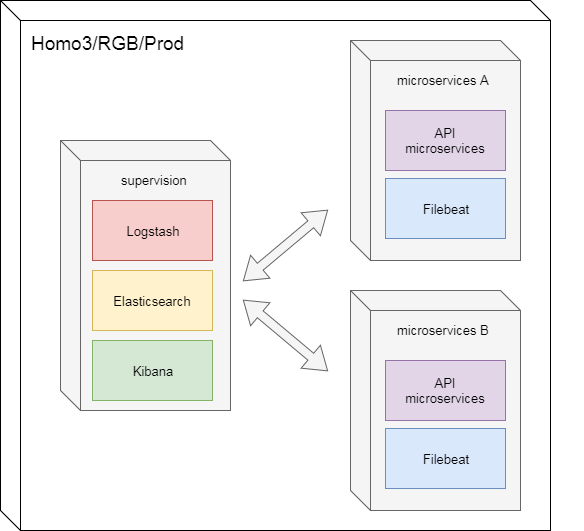 Homo3/RGB/Prod
supervision
Logstash
Elasticsearch
Kibana
microservices A
API
microservices
Filebeat
microservices B
API
microservices
Filebeat